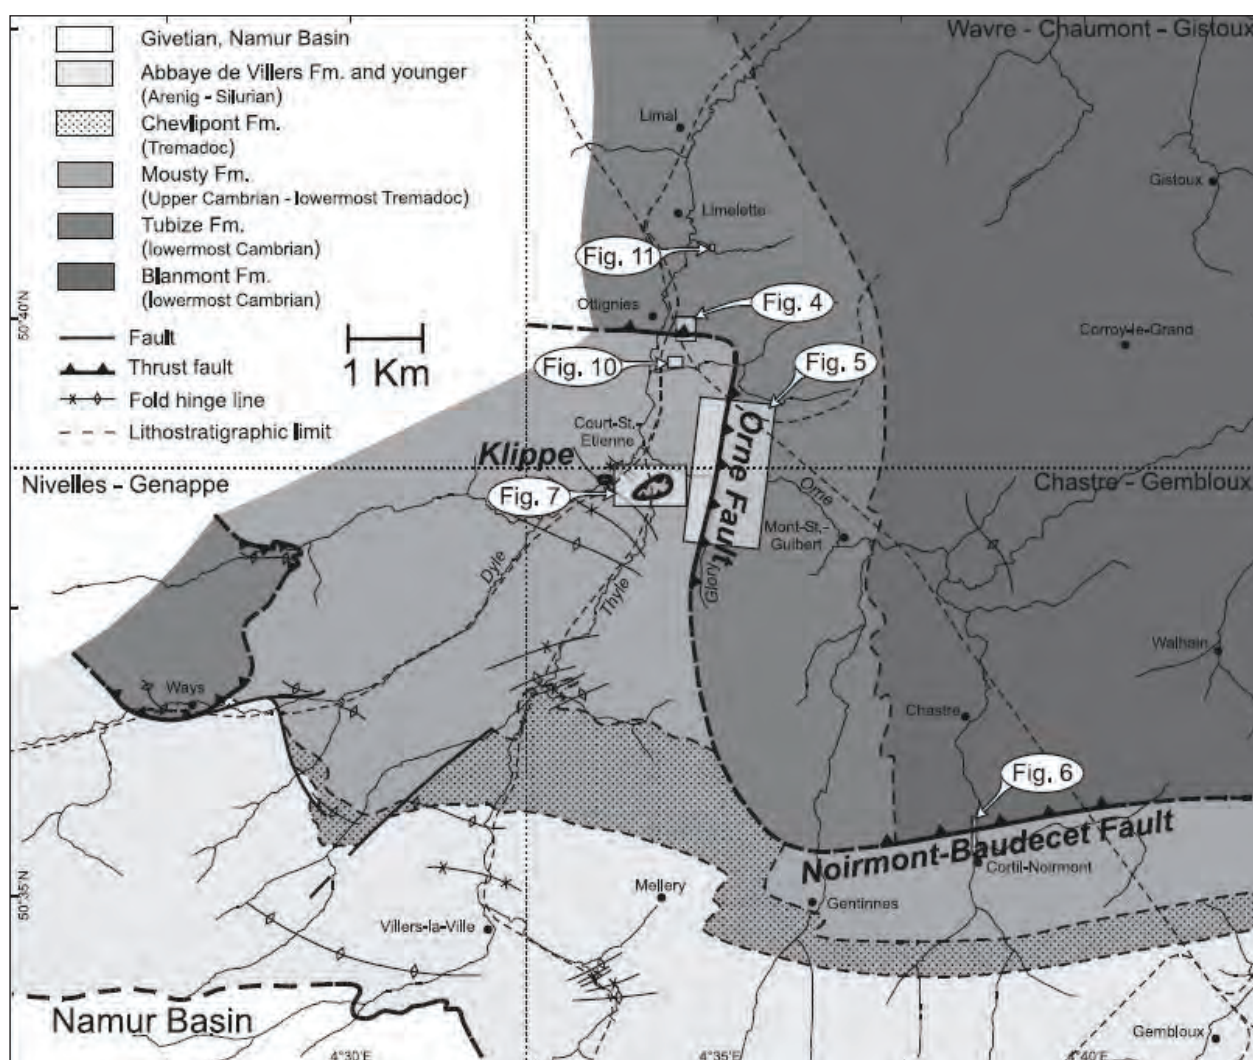 Givetian, Namur Basin
Abbaye de Villers Fm. and younger
(Arenig - Silurian)
Chevlipont Fm.
(Tremadoc)
Mousty Fm.
(Upper Cambrian - lowermost Tremadoc)
Tubize Fm.
(lowermost Cambrian)
Blanmont Fm.
(lowermost Cambrian)
Fault
Thrust fault
Fold hinge line
Lithostratigraphic limit
1 Km
Wavre - Chaumont - Gistoux
Limal
Gistoux
Limelette
Fig. 11
Fig. 4
Ottignies
50°40'N
Corroy-le-Grand
Fig. 10
Fig. 5
Court-St.-
Etienne
Orne Fault
Klippe
Nivelles - Genappe
Fig. 7
Orne
Chastre - Gembloux
Mont-St.-
Guibert
Dyle
Thyle
Glory
Walhain
Ways
Chastre
Fig. 6
Noirmont-Baudecet Fault
Cortil-Noirmont
50°35'N
Mellery
Gentinnes
Villers-la-Ville
Namur Basin
Gembloux
4°30'E
4°35'E
4°40'E